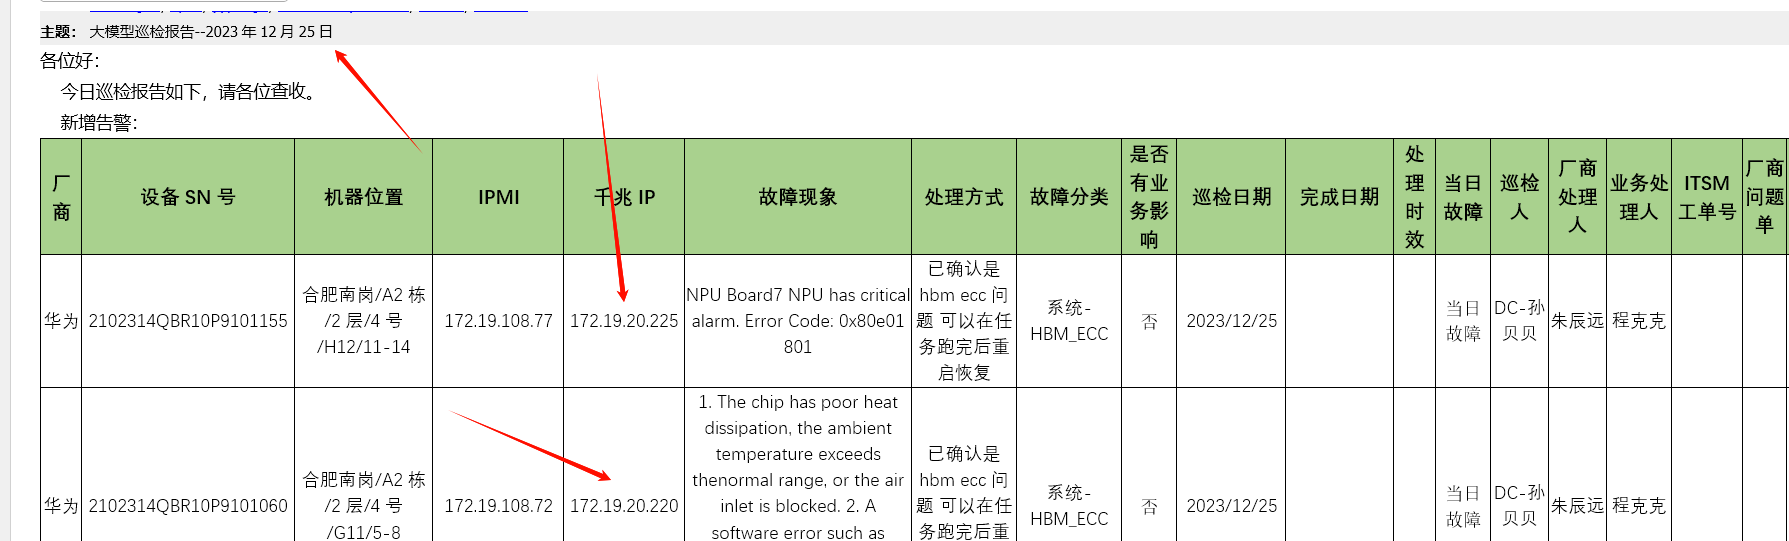 主题： 大模型巡检报告--2023 年 12 月 25 日
各位好：
今日巡检报告如下，请各位查收。
新增告警：
厂商 设备 SN 号 机器位置 IPMI 千兆 IP 故障现象 处理方式 故障分类 是否有业务影响 巡检日期 完成日期 处理时效 当日故障 巡检人 厂商处理人 业务处理人 ITSM 工单号 厂商问题单
华为
2102314QBR10P9101155
合肥南岗/A2 栋
/2 层/4 号
/H12/11-14
172.19.108.77
172.19.20.225
NPU Board7 NPU has critical
alarm. Error Code: 0x80e01
801
已确认是
hbm ecc 问
题 可以在任
务跑完后重
启恢复
系统-
HBM_ECC
否
2023/12/25
当日
故障
DC-孙
贝贝
朱辰远
程克克
华为
2102314QBR10P9101060
合肥南岗/A2 栋
/2 层/4 号
/G11/5-8
172.19.108.72
172.19.20.220
1. The chip has poor heat
dissipation, the ambient
temperature exceeds
thenormal range, or the air
inlet is blocked. 2. A
software error such as
已确认是
hbm ecc 问
题 可以在任
务跑完后重
系统-
HBM_ECC
否
2023/12/25
当日
故障
DC-孙
贝贝
朱辰远
程克克